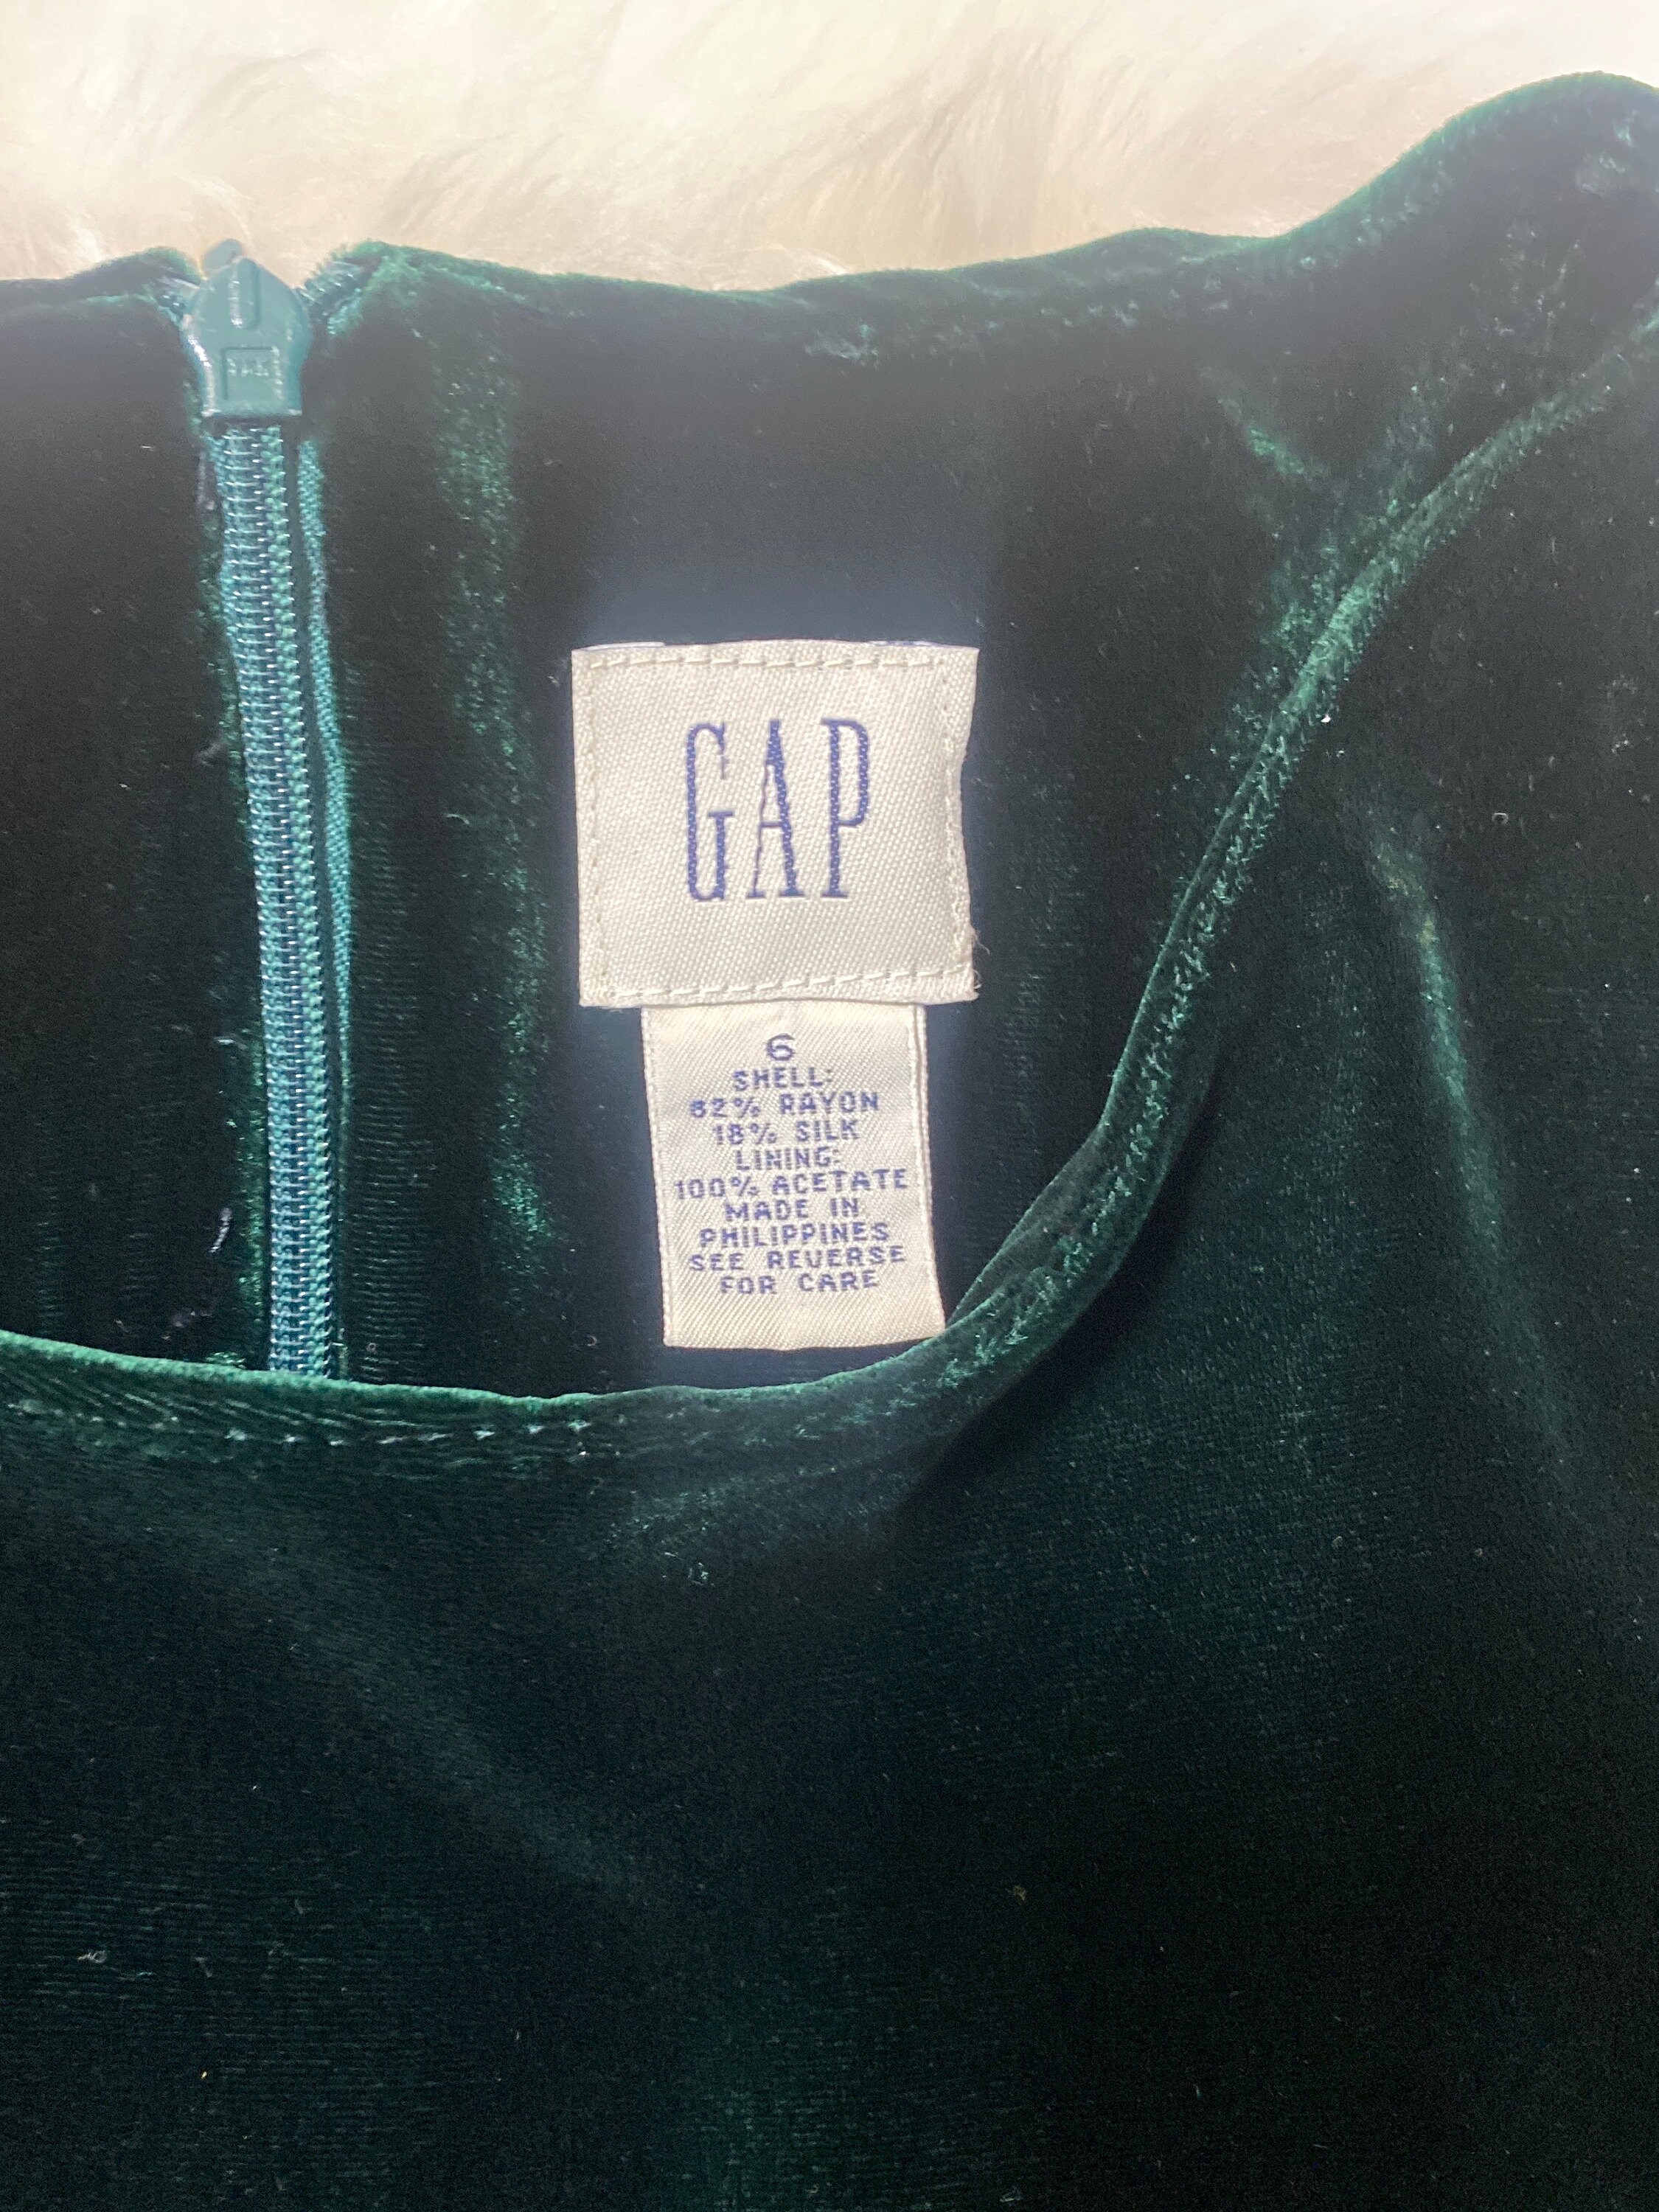 GAP
6
SHELL:
82% RAYON
18% SILK
LINING:
100% ACETATE
MADE IN
PHILIPPINES
SEE REVERSE
FOR CARE